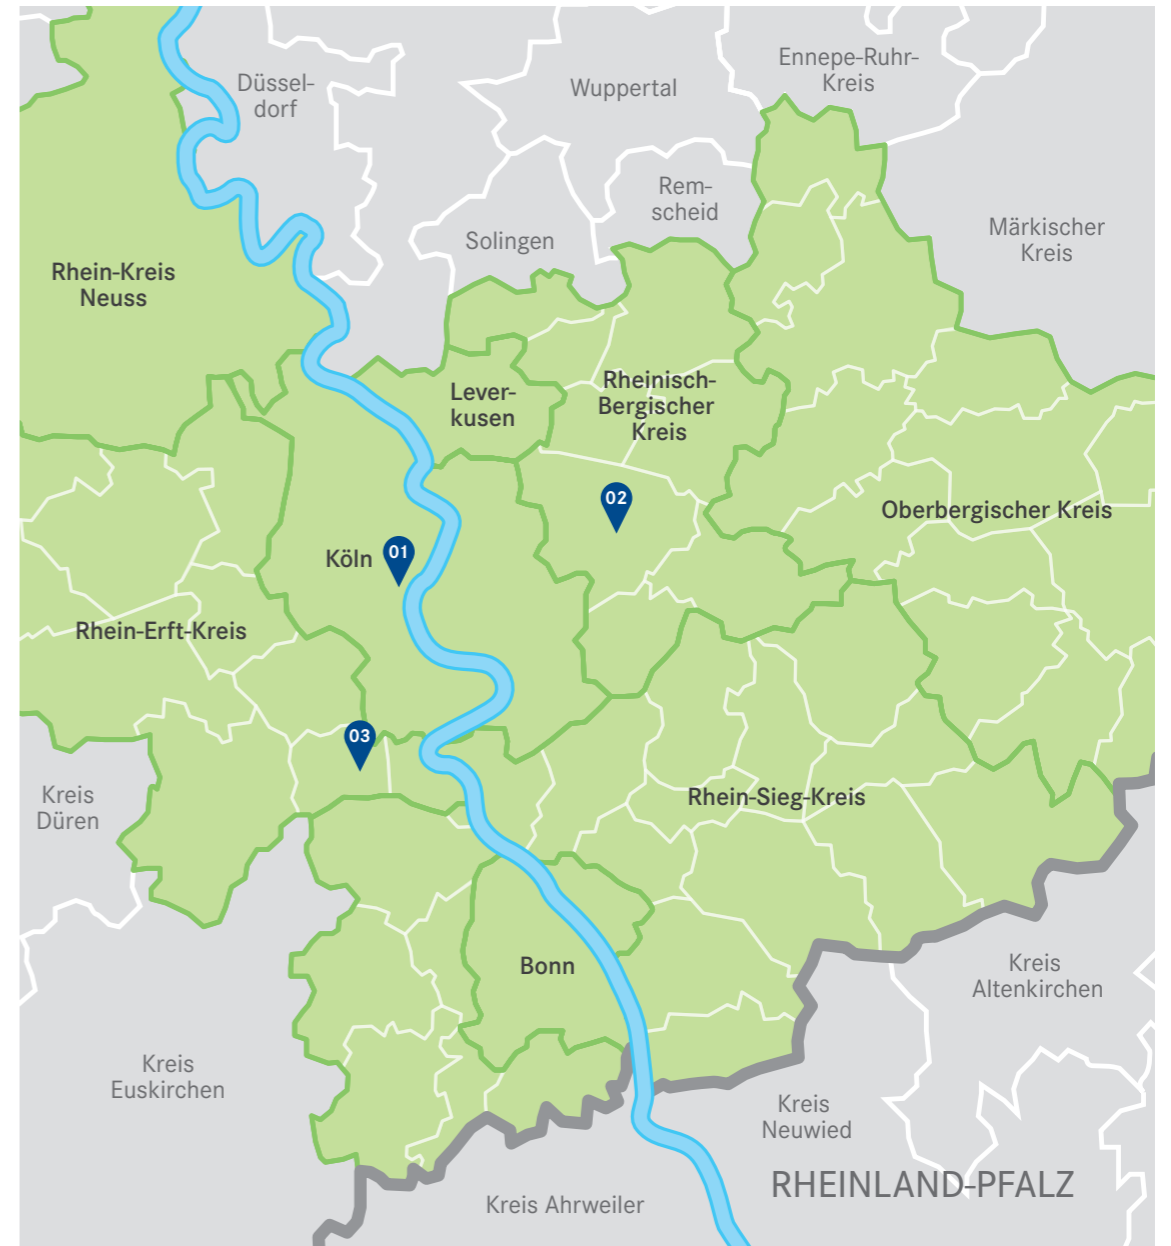 Ennepe-Ruhr-
Kreis
Düssel-
dorf
Wuppertal
Rem-
scheid
Solingen
Märkischer
Kreis
Rhein-Kreis
Neuss
Lever-
kusen
Rheinisch-
Bergischer
Kreis
02
Oberbergischer Kreis
Köln
01
Rhein-Erft-Kreis
03
Kreis
Düren
Rhein-Sieg-Kreis
Bonn
Kreis
Altenkirchen
Kreis
Euskirchen
Kreis
Neuwied
RHEINLAND-PFALZ
Kreis Ahrweiler